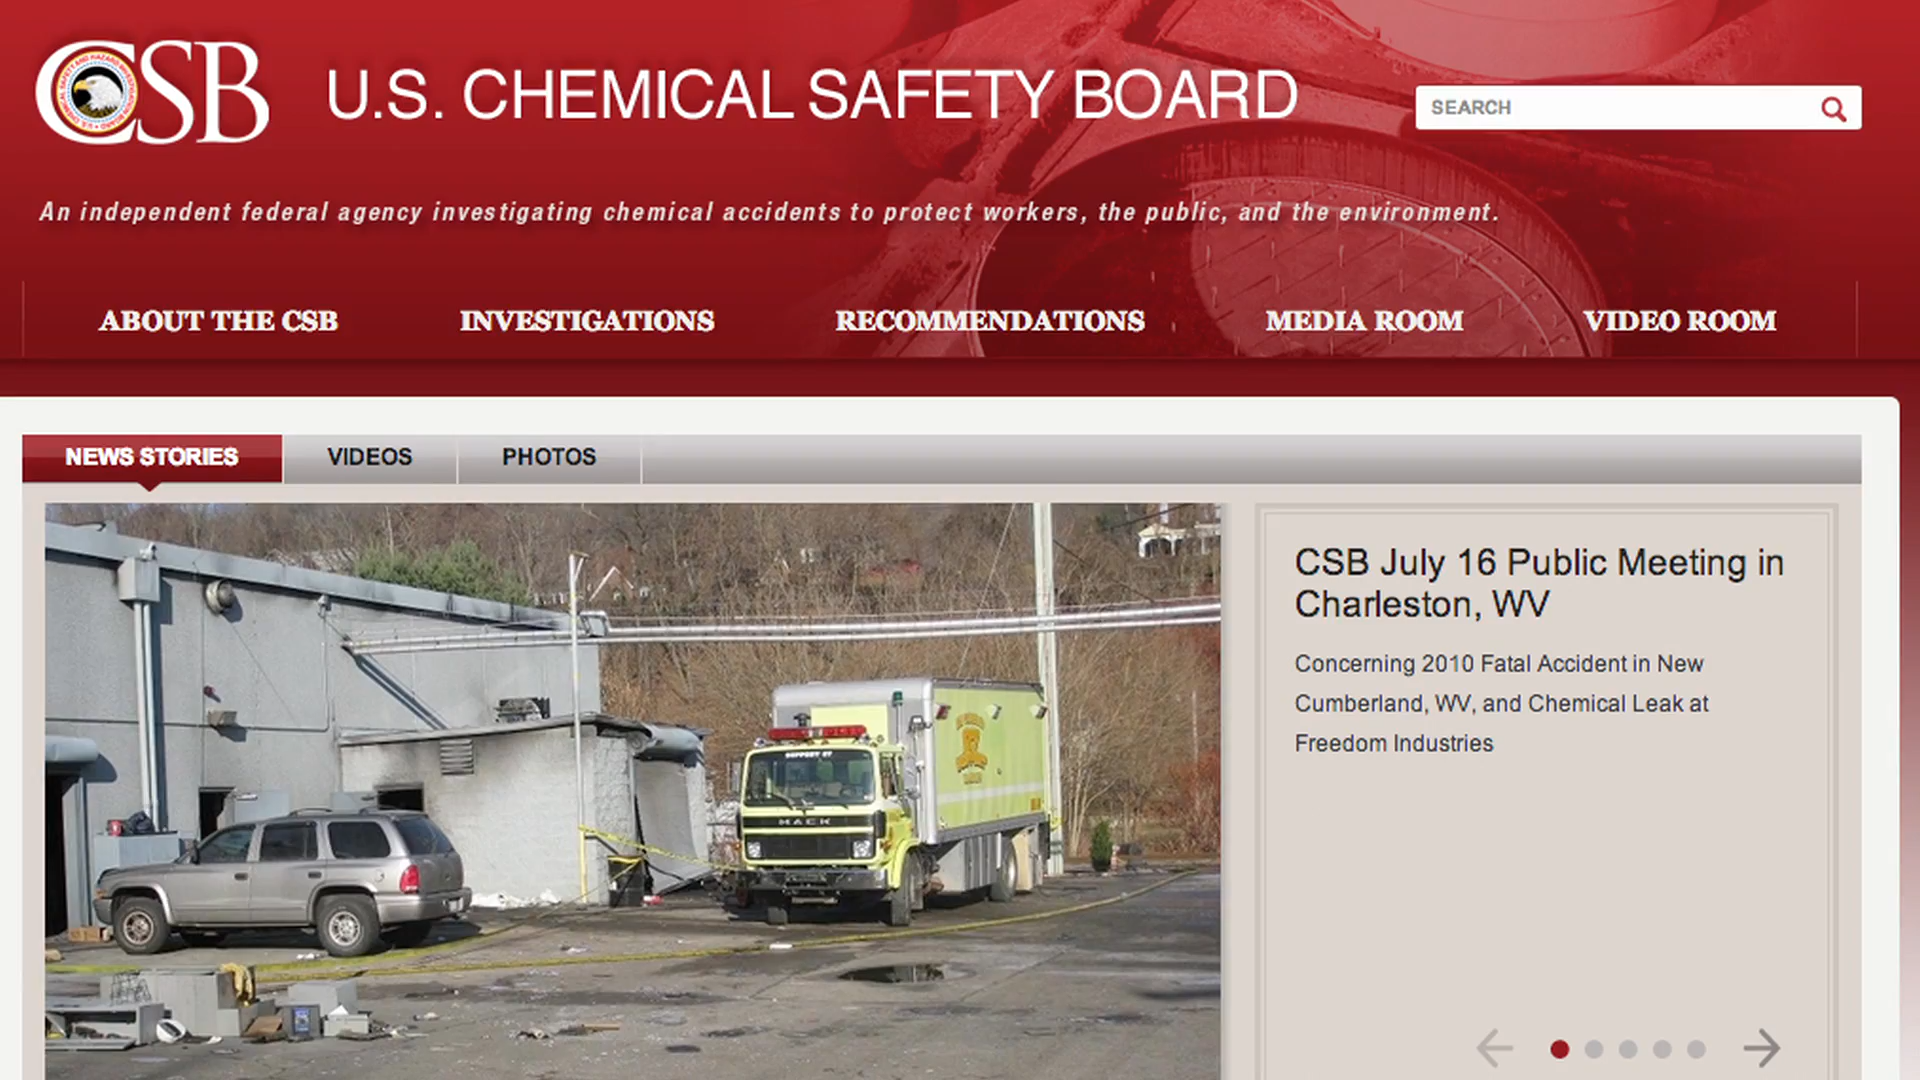 CSB
U.S. CHEMICAL SAFETY BOARD
SEARCH
An independent federal agency investigating chemical accidents to protect workers, the public, and the environment.
ABOUT THE CSB INVESTIGATIONS RECOMMENDATIONS MEDIA ROOM VIDEO ROOM
NEWS STORIES VIDEOS PHOTOS
CSB July 16 Public Meeting in
Charleston, WV
Concerning 2010 Fatal Accident in New
Cumberland, WV, and Chemical Leak at
Freedom Industries
SUPPORT 27
MACK